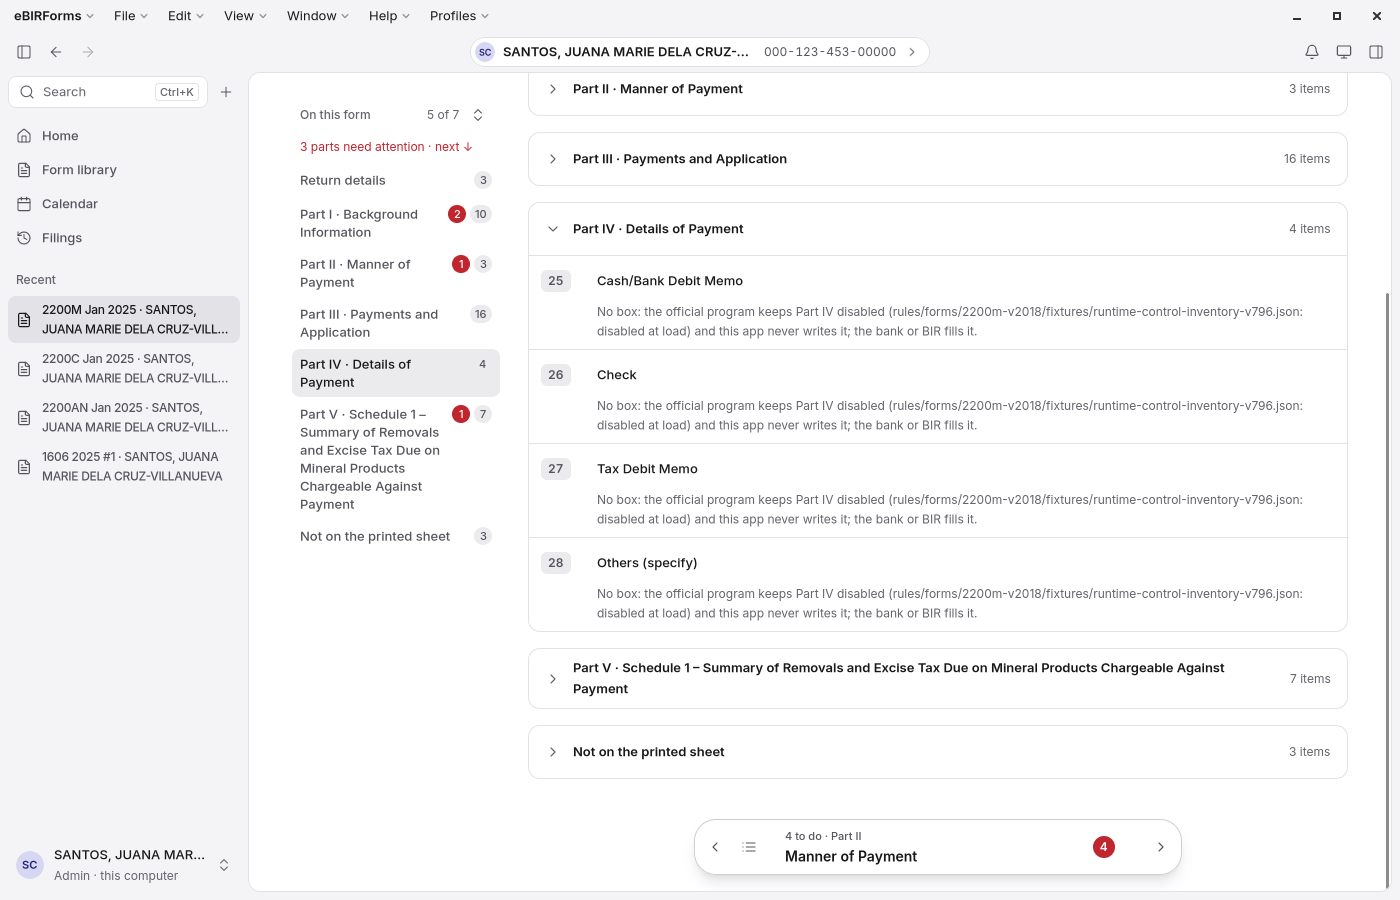 eBIRForms File Edit View Window Help Profiles
SC SANTOS, JUANA MARIE DELA CRUZ-... 000-123-453-00000
Search Ctrl+K
Home
Form library
Calendar
Filings
Recent
2200M Jan 2025 · SANTOS,
JUANA MARIE DELA CRUZ-VILL...
2200C Jan 2025 · SANTOS,
JUANA MARIE DELA CRUZ-VILL...
2200AN Jan 2025 · SANTOS,
JUANA MARIE DELA CRUZ-VILL...
1606 2025 #1 · SANTOS, JUANA
MARIE DELA CRUZ-VILLANUEVA
SC SANTOS, JUANA MAR...
Admin · this computer
On this form 5 of 7
3 parts need attention · next ↓
Return details 3
Part I · Background 2 10
Information
Part II · Manner of 1 3
Payment
Part III · Payments and 16
Application
Part IV · Details of 4
Payment
Part V · Schedule 1 – 1 7
Summary of Removals
and Excise Tax Due on
Mineral Products
Chargeable Against
Payment
Not on the printed sheet 3
Part II · Manner of Payment 3 items
Part III · Payments and Application 16 items
Part IV · Details of Payment 4 items
25 Cash/Bank Debit Memo
No box: the official program keeps Part IV disabled (rules/forms/2200m-v2018/fixtures/runtime-control-inventory-v796.json:
disabled at load) and this app never writes it; the bank or BIR fills it.
26 Check
No box: the official program keeps Part IV disabled (rules/forms/2200m-v2018/fixtures/runtime-control-inventory-v796.json:
disabled at load) and this app never writes it; the bank or BIR fills it.
27 Tax Debit Memo
No box: the official program keeps Part IV disabled (rules/forms/2200m-v2018/fixtures/runtime-control-inventory-v796.json:
disabled at load) and this app never writes it; the bank or BIR fills it.
28 Others (specify)
No box: the official program keeps Part IV disabled (rules/forms/2200m-v2018/fixtures/runtime-control-inventory-v796.json:
disabled at load) and this app never writes it; the bank or BIR fills it.
Part V · Schedule 1 – Summary of Removals and Excise Tax Due on Mineral Products Chargeable Against
Payment 7 items
Not on the printed sheet 3 items
4 to do · Part II
Manner of Payment 4